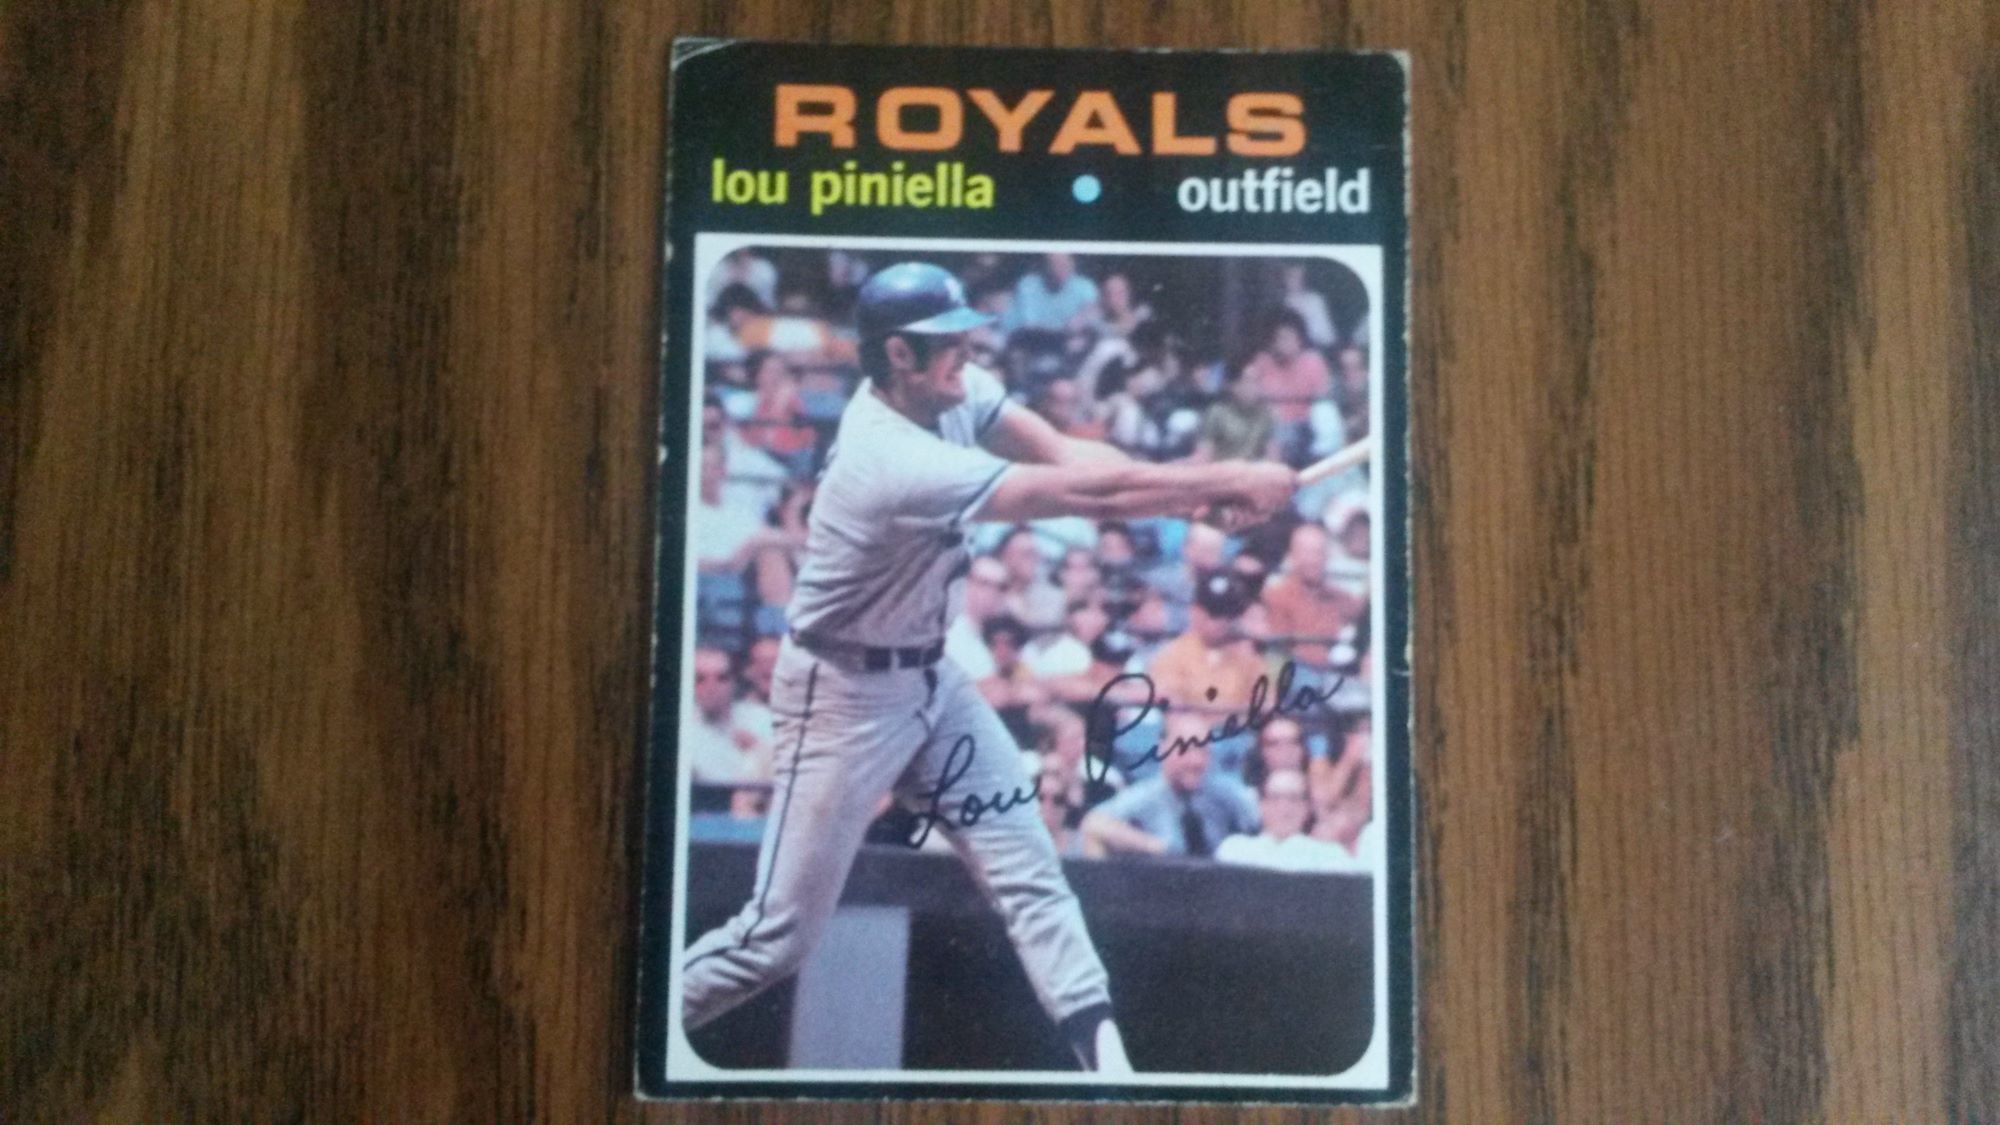 ROYALS
lou piniella • outfield
Lou Piniella